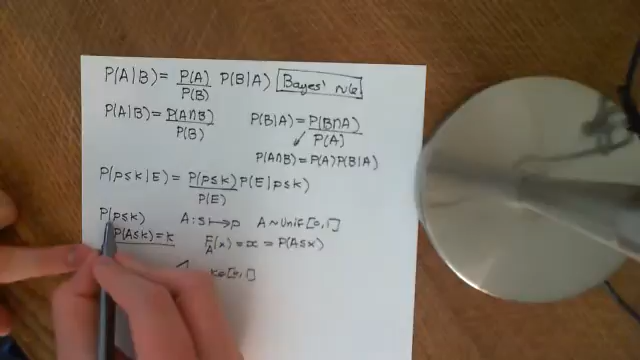 P(A|B) = P(A)/P(B) P(B|A) Bayes' rule
P(A|B) = P(A∩B)/P(B)
P(B|A) = P(B∩A)/P(A)
P(A∩B) = P(A)P(B|A)
P(p≤k|E) = P(p≤k)/P(E) P(E|p≤k)
P(p≤k) A: S↦p A ~ Unif [0,1]
P(A≤k) = k F_A(x) = x = P(A≤x)
k∈[0,1]